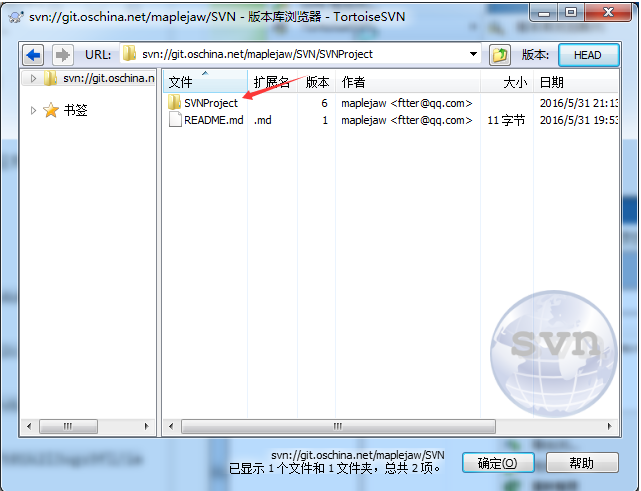 svn://git.oschina.net/maplejaw/SVN - 版本库浏览器 - TortoiseSVN
URL: svn://git.oschina.net/maplejaw/SVN/SVNProject 版本: HEAD
svn://git.oschina.n
书签
文件 扩展名 版本 作者 大小 日期
SVNProject 6 maplejaw <ftter@qq.com> 2016/5/31 21:13
README.md .md 1 maplejaw <ftter@qq.com> 11 字节 2016/5/31 19:53
svn
svn://git.oschina.net/maplejaw/SVN
已显示 1 个文件和 1 文件夹，总共 2 项。
确定(O) 帮助